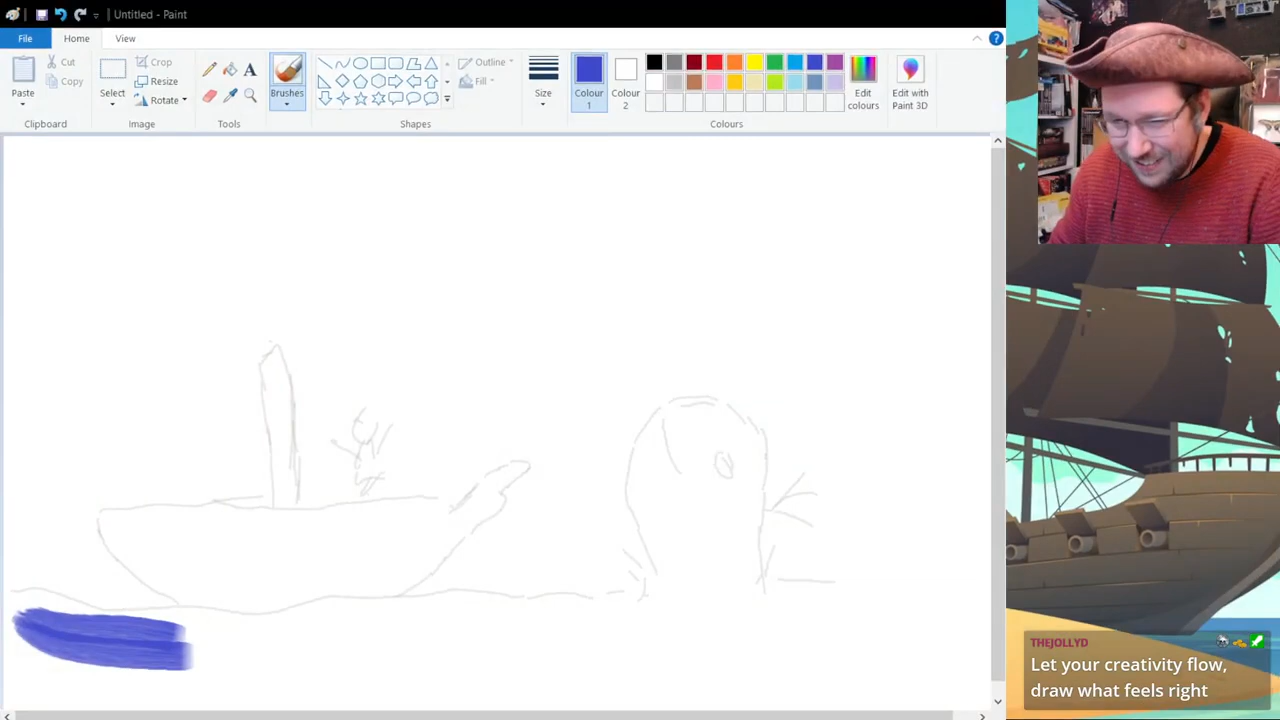 Untitled - Paint
File Home View
Paste
Cut
Copy
Clipboard
Select
Crop
Resize
Rotate
Image
Tools
Brushes
Outline
Fill
Shapes
Size
Colour 1
Colour 2
Edit colours
Edit with Paint 3D
Colours
THEJOLLYD
Let your creativity flow,
draw what feels right